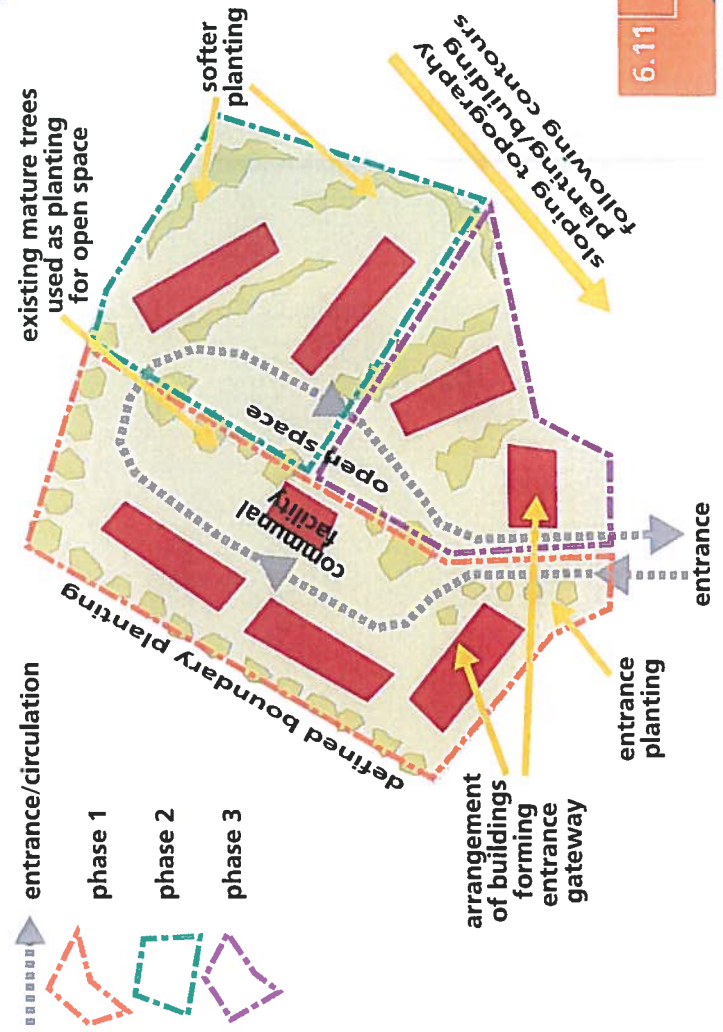 existing mature trees
used as planting
for open space
softer
planting
sloping topography
planting/building
following contours
6.11
open space
communal
facility
defined boundary planting
entrance/circulation
phase 1
phase 2
phase 3
arrangement
of buildings
forming
entrance
gateway
entrance
planting
entrance